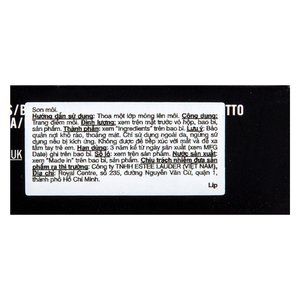 Son môi.
Hướng dẫn sử dụng: Thoa một lớp mỏng lên môi. Công dụng:
Trang điểm môi. Định lượng: xem trên mặt trước vỏ hộp, bao bì,
sản phẩm. Thành phần: xem "Ingredients" trên bao bì. Lưu ý: Bảo
quản nơi khô ráo, thoáng mát. Chỉ sử dụng ngoài da, ngừng sử
dụng nếu bị kích ứng. Không được để tiếp xúc với mắt và để xa
tầm tay trẻ em. Hạn dùng: 3 năm kể từ ngày sản xuất (xem MFG
Date) ghi trên bao bì. Số lô: xem trên sản phẩm. Nước sản xuất:
xem "Made in" trên bao bì, sản phẩm. Chịu trách nhiệm đưa sản
phẩm ra thị trường: Công ty TNHH ESTEE LAUDER (VIỆT NAM),
Địa chỉ: Royal Centre, số 235, đường Nguyễn Văn Cừ, quận 1,
thành phố Hồ Chí Minh.
Lip
S/B
TTO
A/
UK